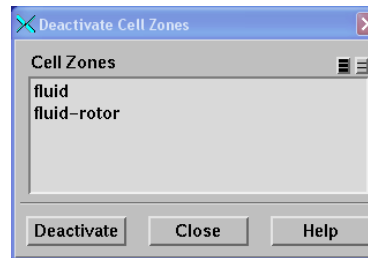 Deactivate Cell Zones
Cell Zones
fluid
fluid-rotor
Deactivate Close Help